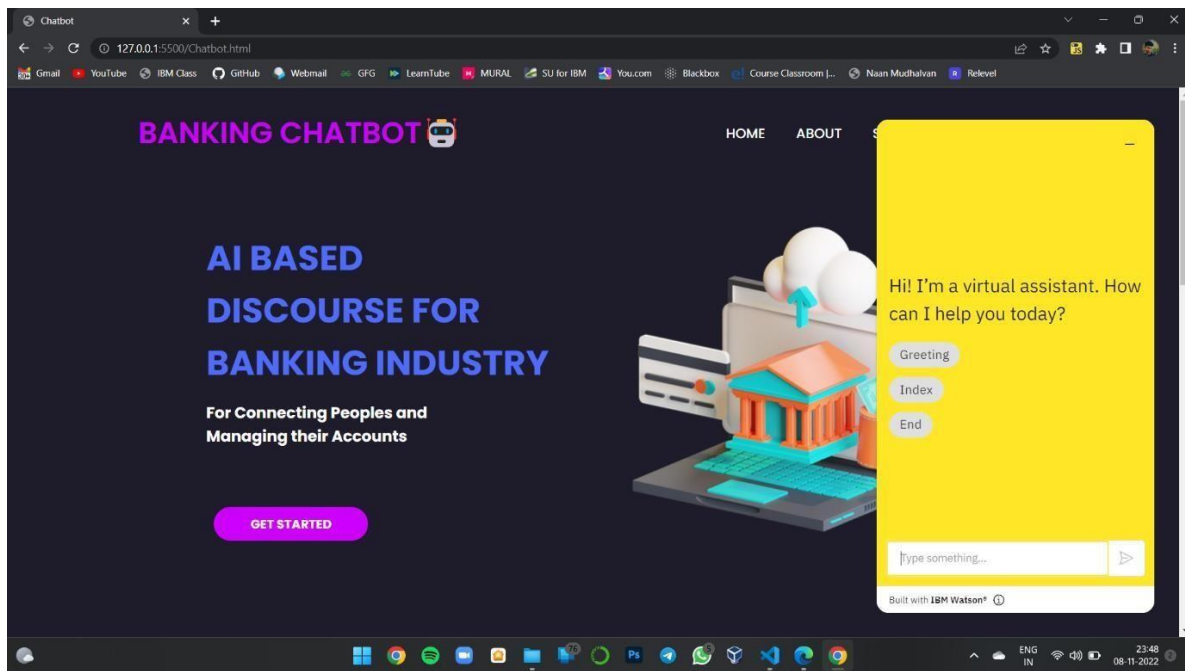 Chatbot
127.0.0.1:5500/Chatbot.html
Gmail YouTube IBM Class GitHub Webmail GFG LearnTube MURAL SU for IBM You.com Blackbox Course Classroom |... Naan Mudhalvan Relevel
BANKING CHATBOT
HOME ABOUT S
AI BASED
DISCOURSE FOR
BANKING INDUSTRY
For Connecting Peoples and
Managing their Accounts
GET STARTED
Hi! I'm a virtual assistant. How
can I help you today?
Greeting
Index
End
Type something...
Built with IBM Watson®
76
Ps
ENG
IN
23:48
08-11-2022
2